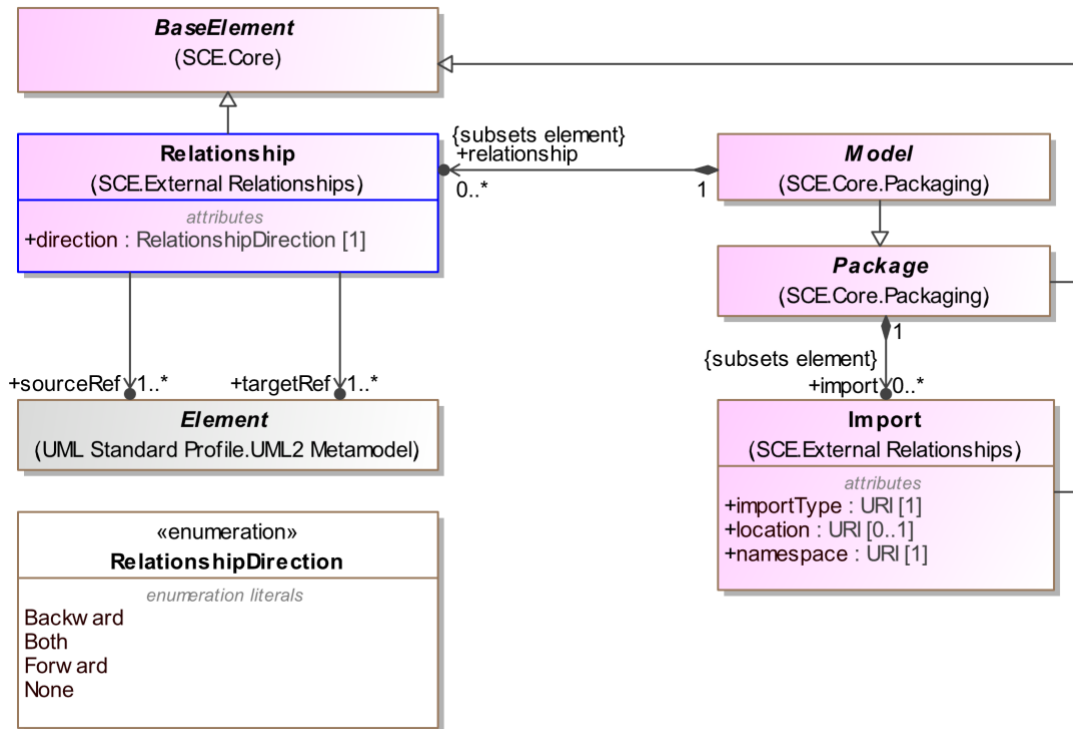 BaseElement
(SCE.Core)
Relationship
(SCE.External Relationships)
attributes
+direction : RelationshipDirection [1]
{subsets element}
+relationship
0..*
1
Model
(SCE.Core.Packaging)
Package
(SCE.Core.Packaging)
1
{subsets element}
+import
0..*
+sourceRef
1..*
+targetRef
1..*
Element
(UML Standard Profile.UML2 Metamodel)
Import
(SCE.External Relationships)
attributes
+importType : URI [1]
+location : URI [0..1]
+namespace : URI [1]
«enumeration»
RelationshipDirection
enumeration literals
Backward
Both
Forward
None